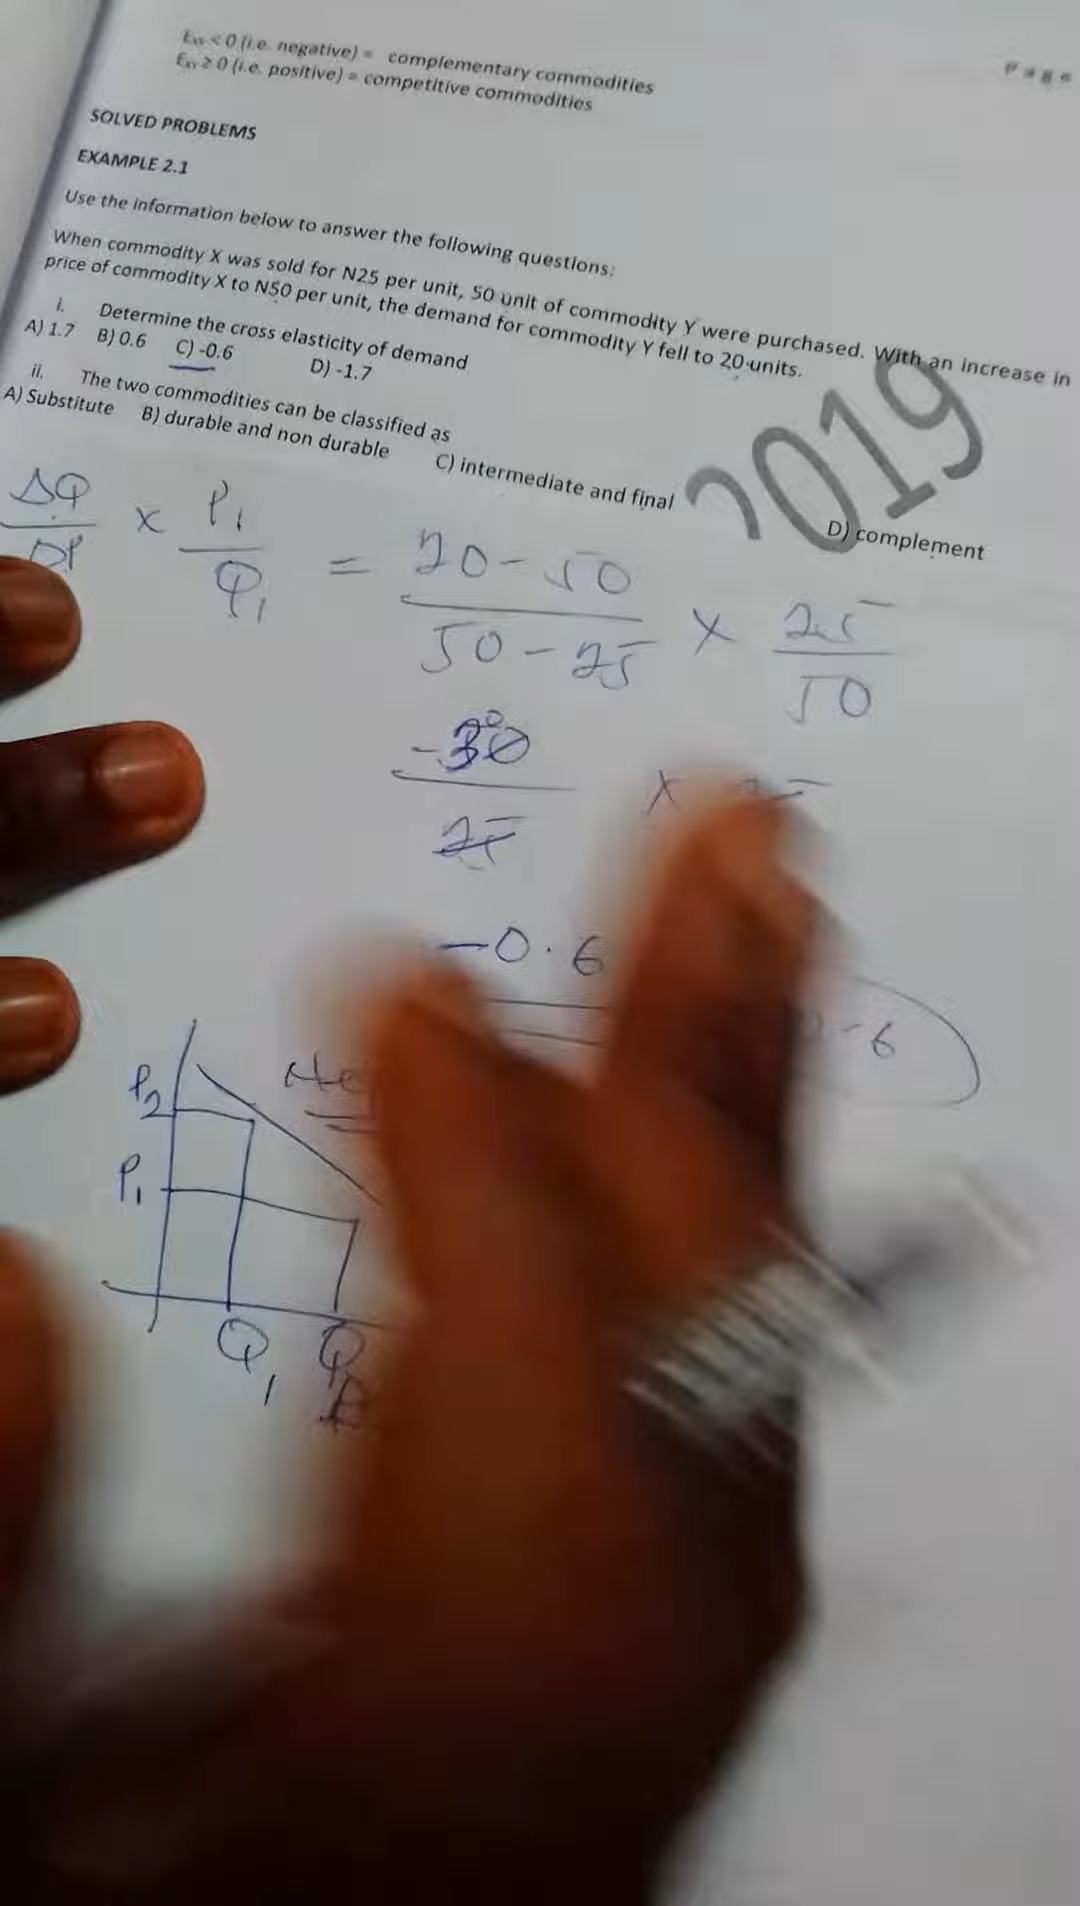 Exy < 0 (i.e. negative) = complementary commodities
Exy ≥ 0 (i.e. positive) = competitive commodities
Page
SOLVED PROBLEMS
EXAMPLE 2.1
Use the information below to answer the following questions:
When commodity X was sold for N25 per unit, 50 unit of commodity Y were purchased. With an increase in
price of commodity X to N50 per unit, the demand for commodity Y fell to 20 units.
i. Determine the cross elasticity of demand
A) 1.7 B) 0.6 C) -0.6 D) -1.7
ii. The two commodities can be classified as
A) Substitute B) durable and non durable C) intermediate and final D) complement
2019
ΔQ/ΔP × P1/Q1 = 20-50/50-25 × 25/50
-30/25 ×
-0.6
-6
P2
P1
Q1 Q